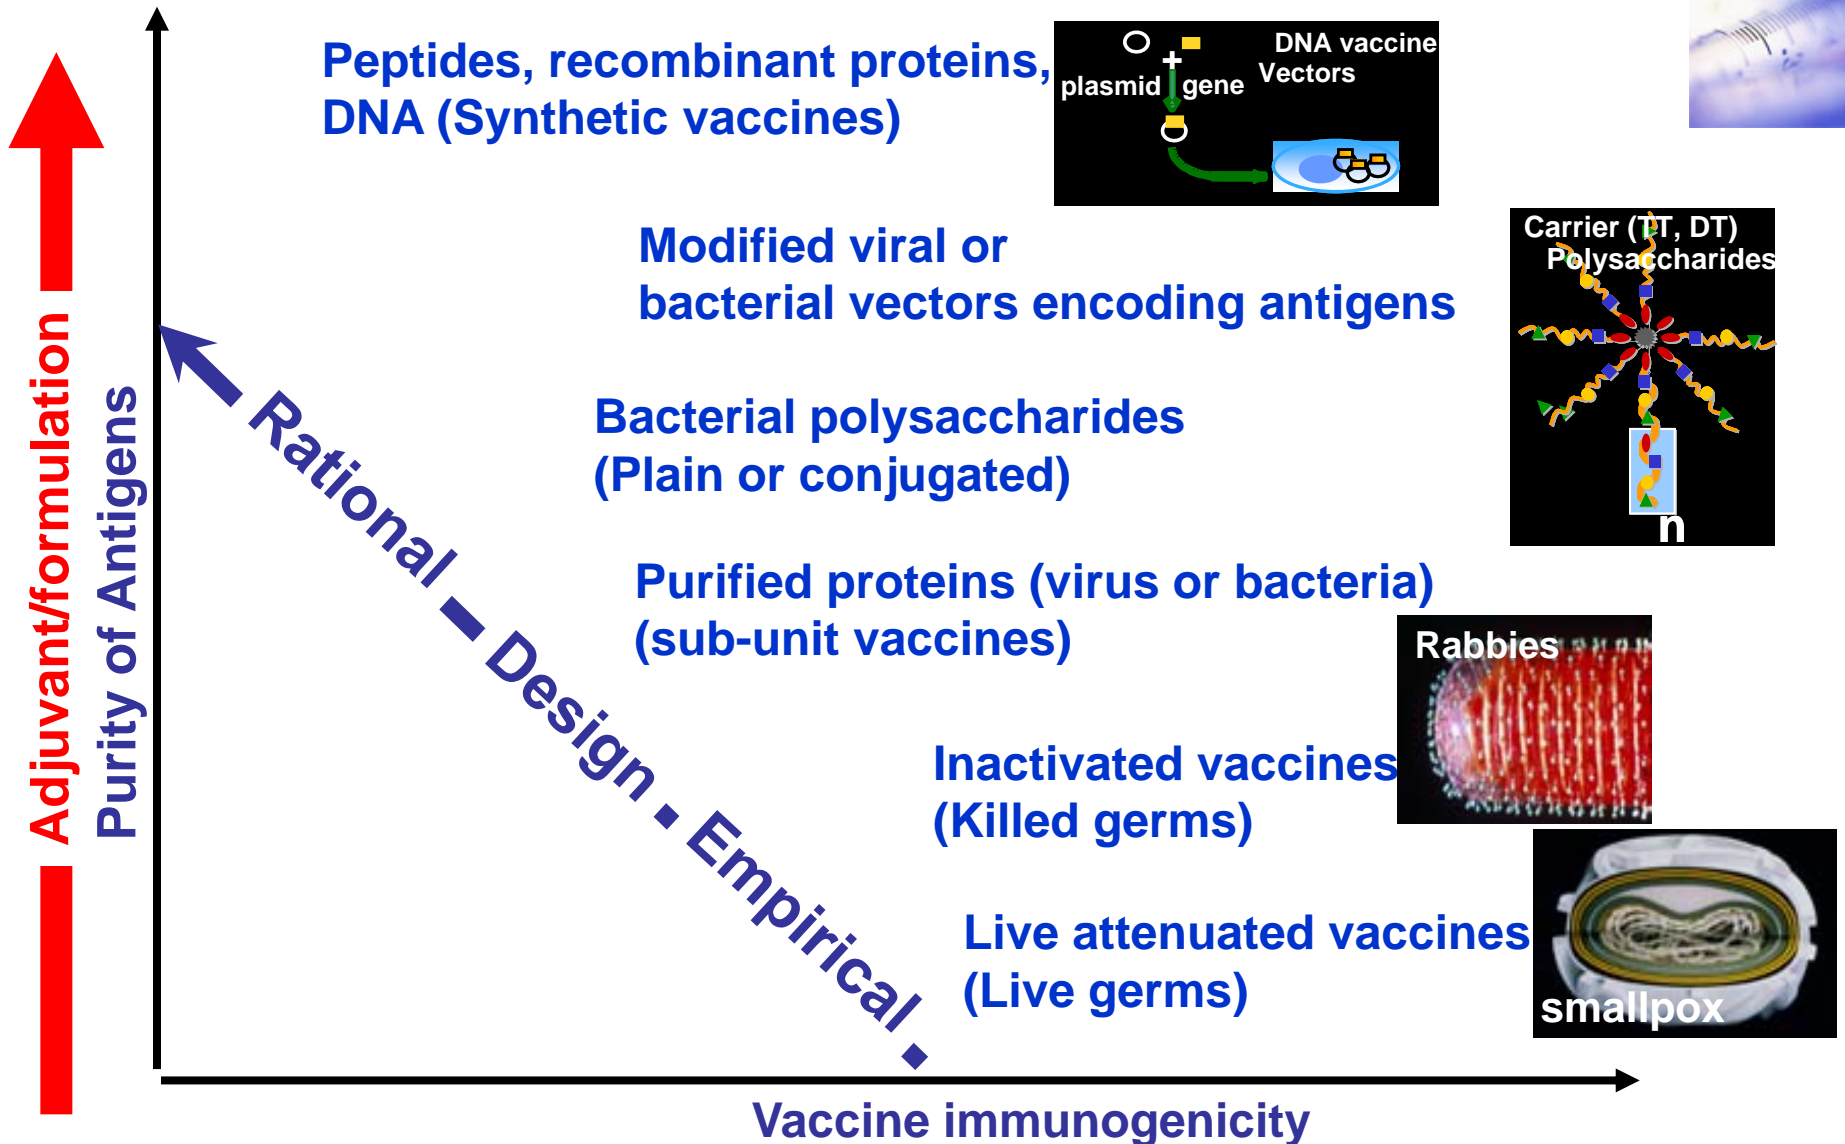 Peptides, recombinant proteins,
DNA (Synthetic vaccines)
DNA vaccine
Vectors
plasmid
gene
Carrier (TT, DT)
Polysaccharides
n
Modified viral or
bacterial vectors encoding antigens
Bacterial polysaccharides
(Plain or conjugated)
Purified proteins (virus or bacteria)
(sub-unit vaccines)
Rabbies
Inactivated vaccines
(Killed germs)
Live attenuated vaccines
(Live germs)
smallpox
Adjuvant/formulation
Purity of Antigens
Rational
Design
Empirical
Vaccine immunogenicity